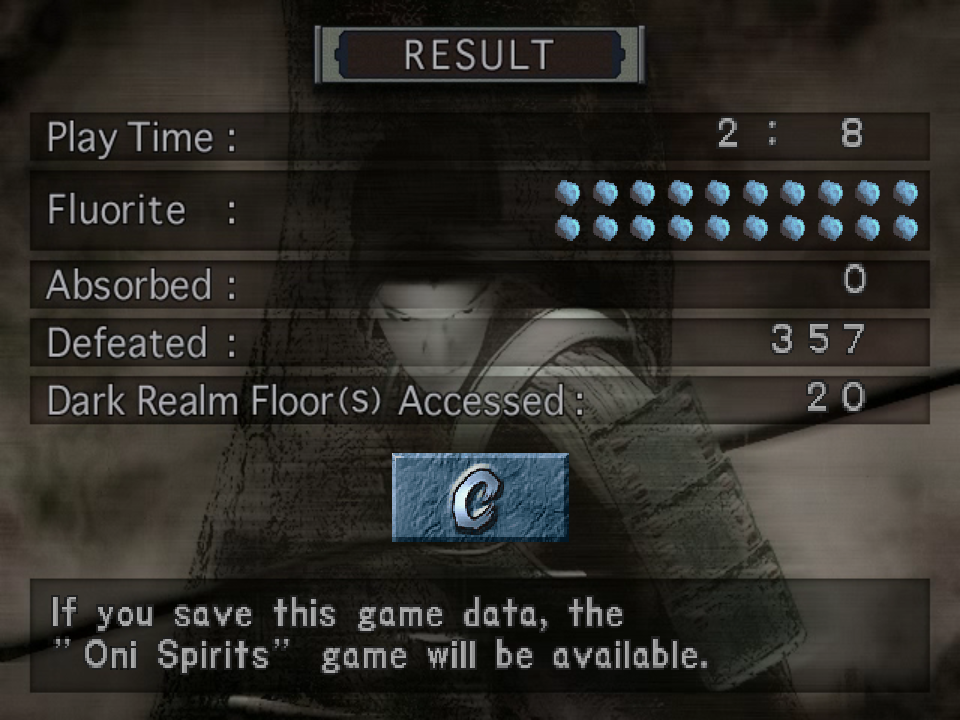 RESULT
Play Time : 2 : 8
Fluorite :
Absorbed : 0
Defeated : 357
Dark Realm Floor(s) Accessed : 20
C
If you save this game data, the
"Oni Spirits" game will be available.